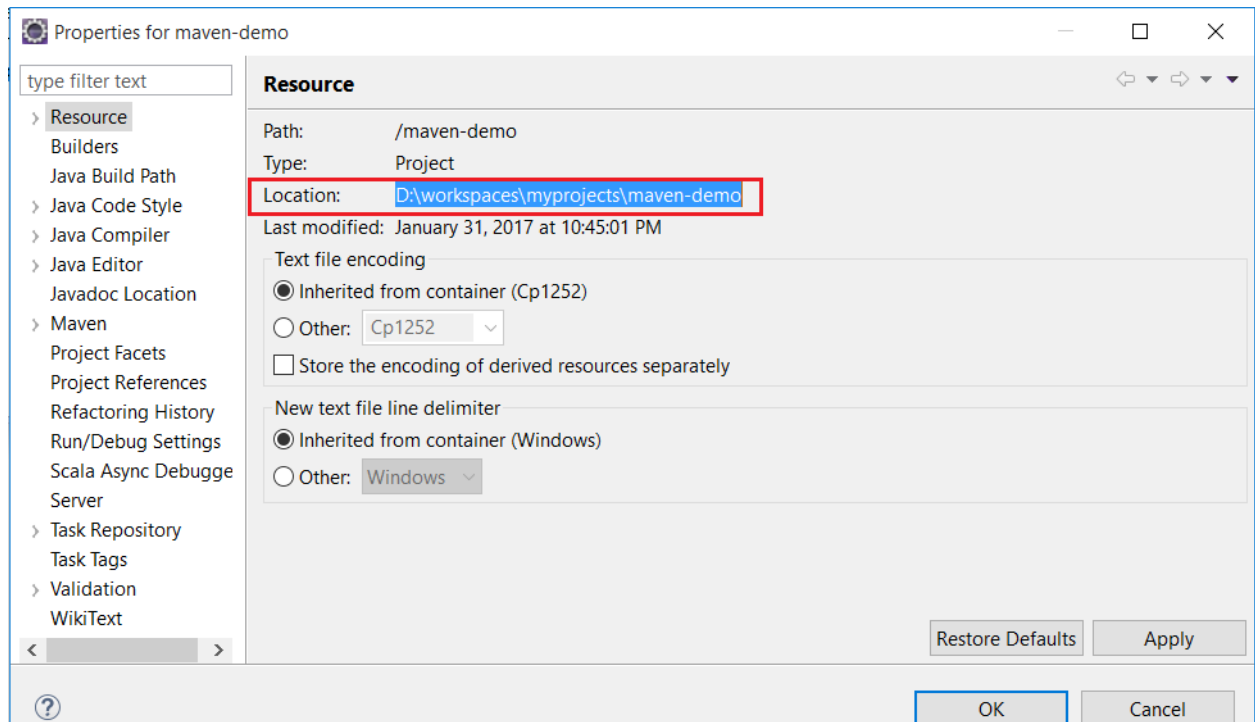 Properties for maven-demo
type filter text
Resource
Builders
Java Build Path
Java Code Style
Java Compiler
Java Editor
Javadoc Location
Maven
Project Facets
Project References
Refactoring History
Run/Debug Settings
Scala Async Debugge
Server
Task Repository
Task Tags
Validation
WikiText
Resource
Path: /maven-demo
Type: Project
Location: D:\workspaces\myprojects\maven-demo
Last modified: January 31, 2017 at 10:45:01 PM
Text file encoding
Inherited from container (Cp1252)
Other: Cp1252
Store the encoding of derived resources separately
New text file line delimiter
Inherited from container (Windows)
Other: Windows
Restore Defaults Apply
OK Cancel